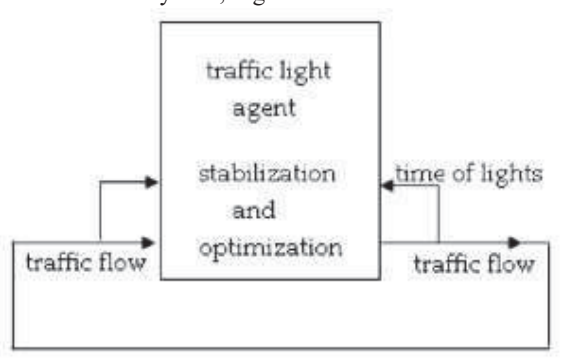 traffic light
agent
stabilization
and
optimization
time of lights
traffic flow
traffic flow